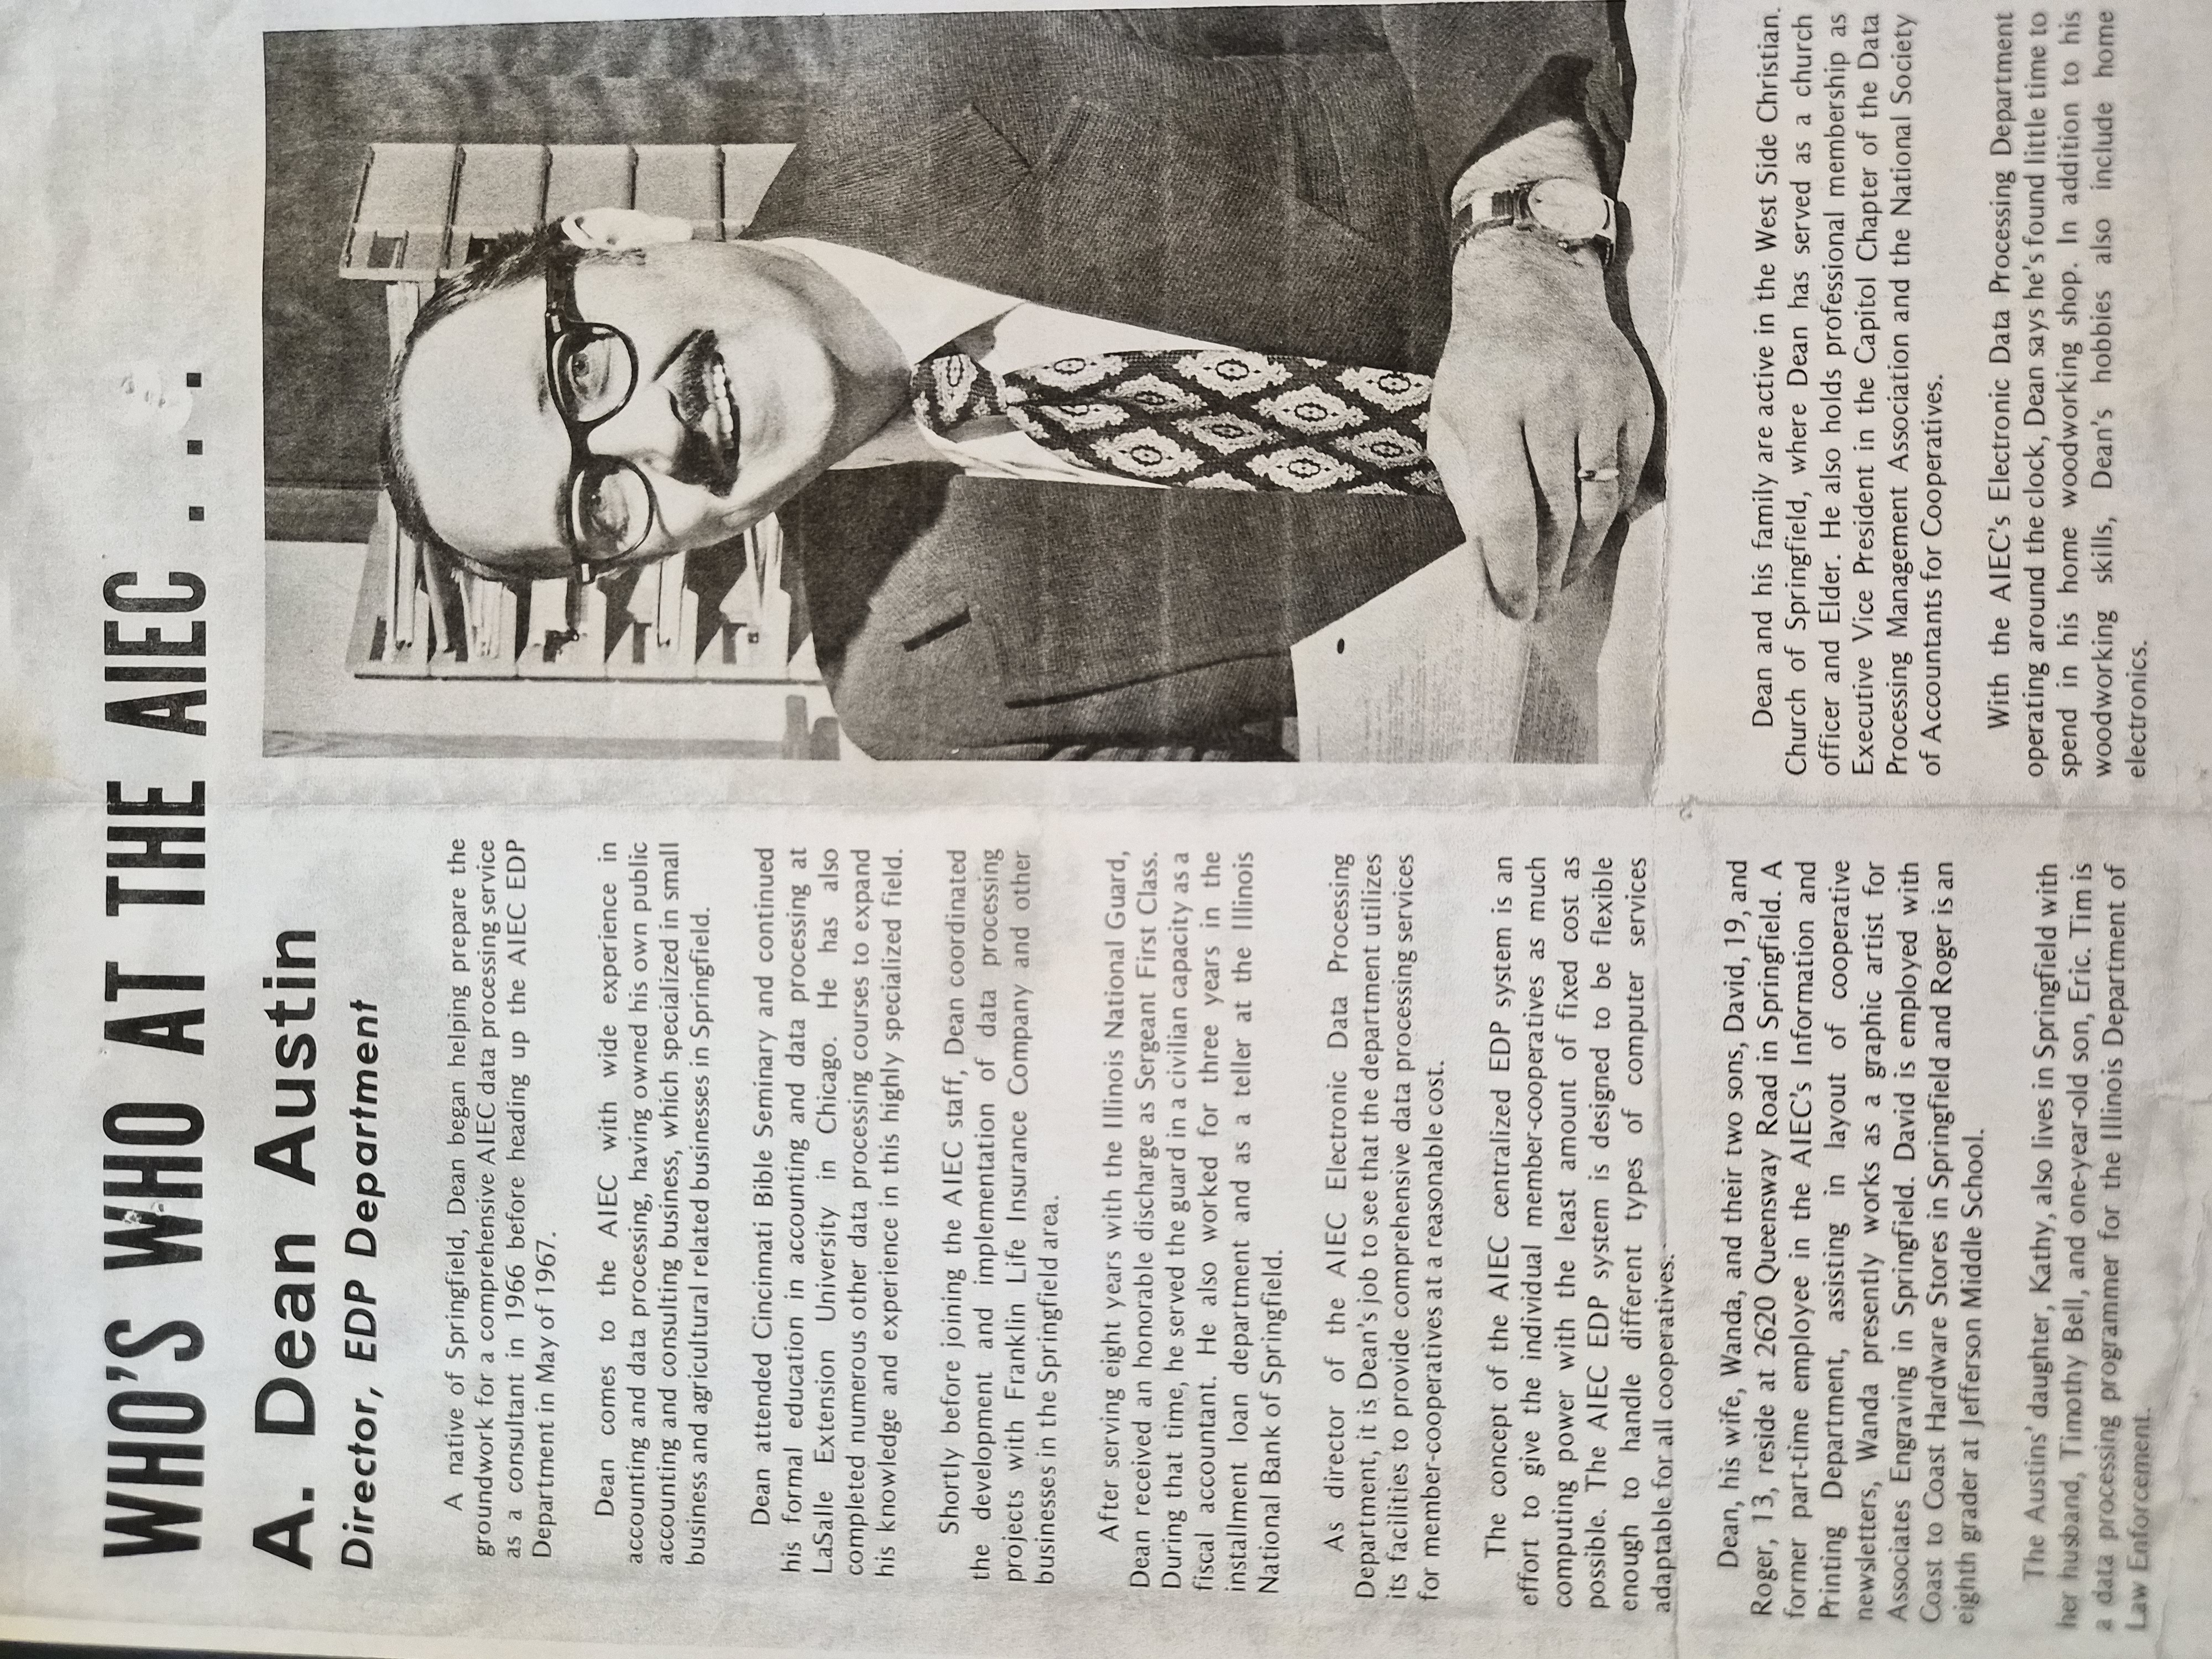 WHO'S WHO AT THE AIEC . . .
A. Dean Austin
Director, EDP Department
A native of Springfield, Dean began helping prepare the
groundwork for a comprehensive AIEC data processing service
as a consultant in 1966 before heading up the AIEC EDP
Department in May of 1967.
Dean comes to the AIEC with wide experience in
accounting and data processing, having owned his own public
accounting and consulting business, which specialized in small
business and agricultural related businesses in Springfield.
Dean attended Cincinnati Bible Seminary and continued
his formal education in accounting and data processing at
LaSalle Extension University in Chicago. He has also
completed numerous other data processing courses to expand
his knowledge and experience in this highly specialized field.
Shortly before joining the AIEC staff, Dean coordinated
the development and implementation of data processing
projects with Franklin Life Insurance Company and other
businesses in the Springfield area.
After serving eight years with the Illinois National Guard,
Dean received an honorable discharge as Sergeant First Class.
During that time, he served the guard in a civilian capacity as a
fiscal accountant. He also worked for three years in the
installment loan department and as a teller at the Illinois
National Bank of Springfield.
As director of the AIEC Electronic Data Processing
Department, it is Dean's job to see that the department utilizes
its facilities to provide comprehensive data processing services
for member-cooperatives at a reasonable cost.
The concept of the AIEC centralized EDP system is an
effort to give the individual member-cooperatives as much
computing power with the least amount of fixed cost as
possible. The AIEC EDP system is designed to be flexible
enough to handle different types of computer services
adaptable for all cooperatives.
Dean, his wife, Wanda, and their two sons, David, 19, and
Roger, 13, reside at 2620 Queensway Road in Springfield. A
former part-time employee in the AIEC's Information and
Printing Department, assisting in layout of cooperative
newsletters, Wanda presently works as a graphic artist for
Associates Engraving in Springfield. David is employed with
Coast to Coast Hardware Stores in Springfield and Roger is an
eighth grader at Jefferson Middle School.
The Austins' daughter, Kathy, also lives in Springfield with
her husband, Timothy Bell, and one-year-old son, Eric. Tim is
a data processing programmer for the Illinois Department of
Law Enforcement.
Dean and his family are active in the West Side Christian
Church of Springfield, where Dean has served as a church
officer and Elder. He also holds professional membership as
Executive Vice President in the Capitol Chapter of the Data
Processing Management Association and the National Society
of Accountants for Cooperatives.
With the AIEC's Electronic Data Processing Department
operating around the clock, Dean says he's found little time to
spend in his home woodworking shop. In addition to his
woodworking skills, Dean's hobbies also include home
electronics.